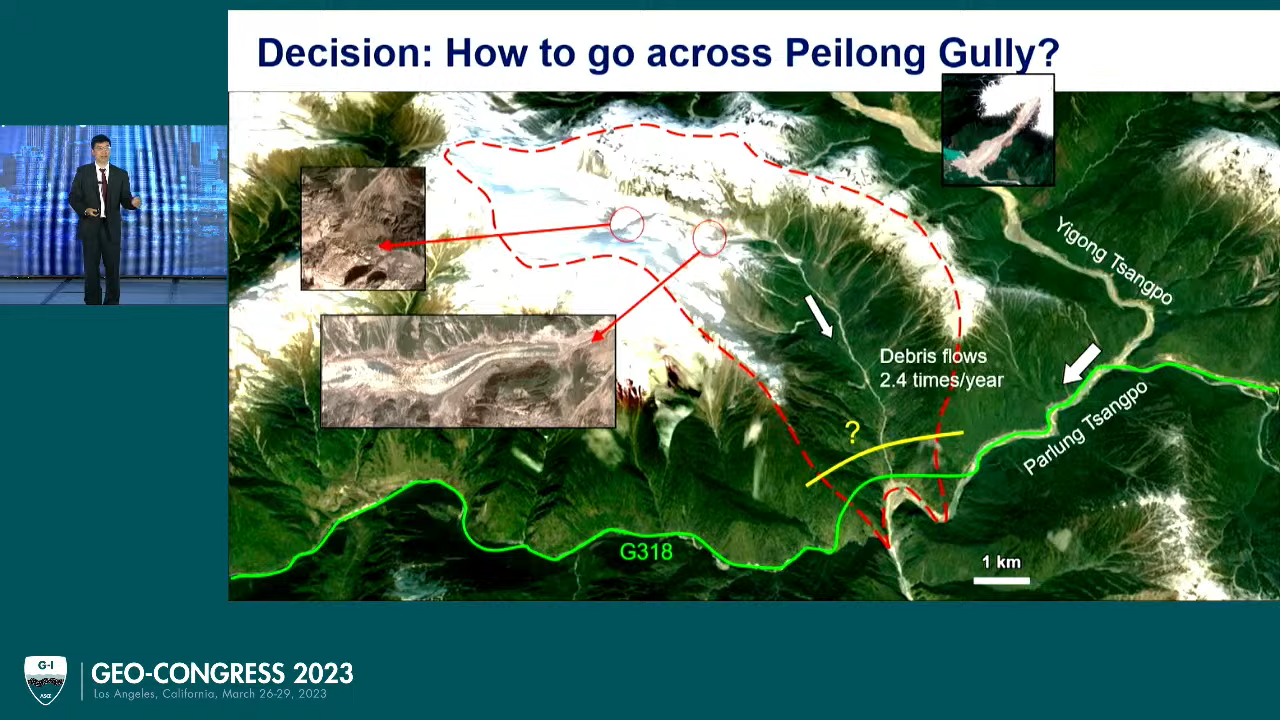 Decision: How to go across Peilong Gully?
Yigong Tsangpo
Debris flows
2.4 times/year
?
Parlung Tsangpo
G318
1 km
G-I
ASCE
GEO-CONGRESS 2023
Los Angeles, California, March 26-29, 2023